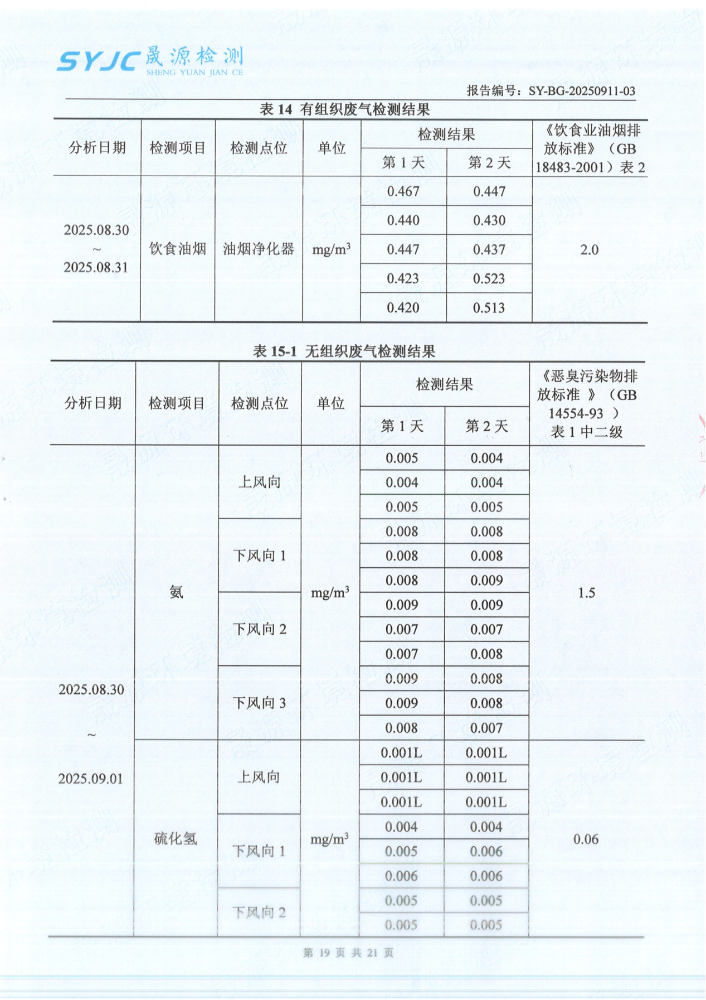 SYJC 晟源检测
SHENG YUAN JIAN CE
报告编号：SY-BG-20250911-03
表 14 有组织废气检测结果
分析日期 检测项目 检测点位 单位 检测结果 《饮食业油烟排放标准》（GB 18483-2001）表 2
第 1 天 第 2 天
2025.08.30 ~ 2025.08.31 饮食油烟 油烟净化器 mg/m³ 0.467 0.447 2.0
0.440 0.430
0.447 0.437
0.423 0.523
0.420 0.513
表 15-1 无组织废气检测结果
分析日期 检测项目 检测点位 单位 检测结果 《恶臭污染物排放标准 》（GB 14554-93 ）表 1 中二级
第 1 天 第 2 天
2025.08.30 ~ 2025.09.01 氨 上风向 mg/m³ 0.005 0.004 1.5
0.004 0.004
0.005 0.005
下风向 1 0.008 0.008
0.008 0.008
0.008 0.009
下风向 2 0.009 0.009
0.007 0.007
0.007 0.008
下风向 3 0.009 0.008
0.009 0.008
0.008 0.007
硫化氢 上风向 mg/m³ 0.001L 0.001L 0.06
0.001L 0.001L
0.001L 0.001L
下风向 1 0.004 0.004
0.005 0.006
0.006 0.006
下风向 2 0.005 0.005
0.005 0.005
第 19 页 共 21 页